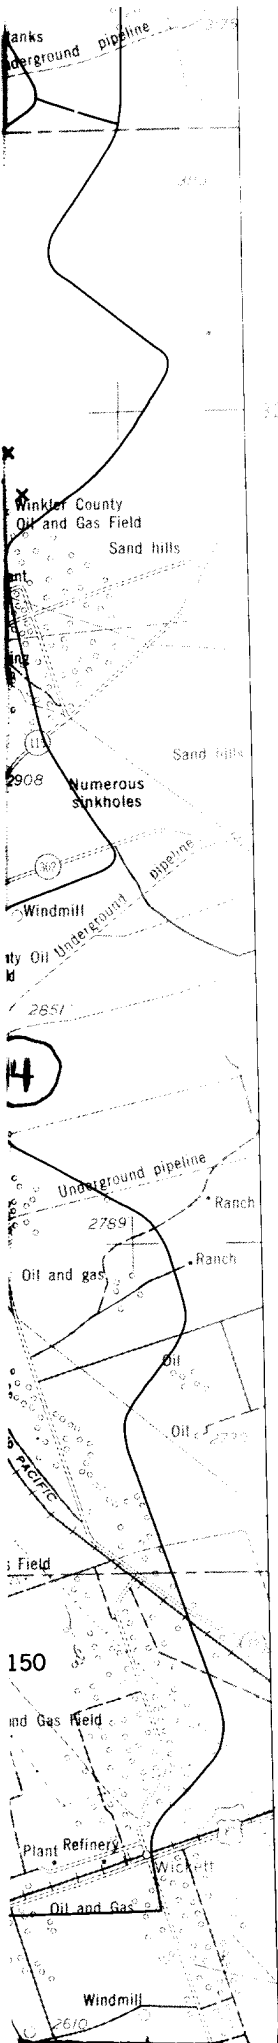 Tanks
Underground pipeline
Winkler County
Oil and Gas Field
Sand hills
115
Sand hills
2908
Numerous
sinkholes
302
Windmill
Underground pipeline
Oil
2851
4
Underground pipeline
2789
Ranch
Oil and gas
Ranch
Oil
Oil
PACIFIC
Field
150
Gas Field
Plant
Refinery
Wickett
Oil and Gas
Windmill
2610